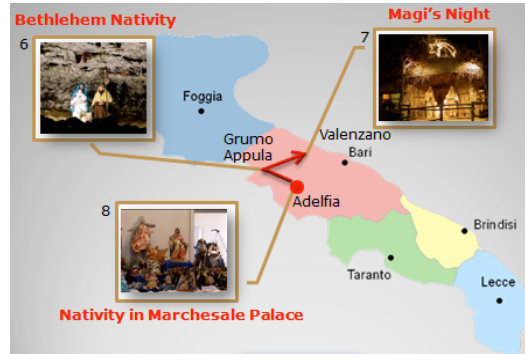 Bethlehem Nativity
Magi's Night
6
7
Foggia
Grumo
Appula
Valenzano
Bari
8
Adelfia
Brindisi
Taranto
Lecce
Nativity in Marchesale Palace